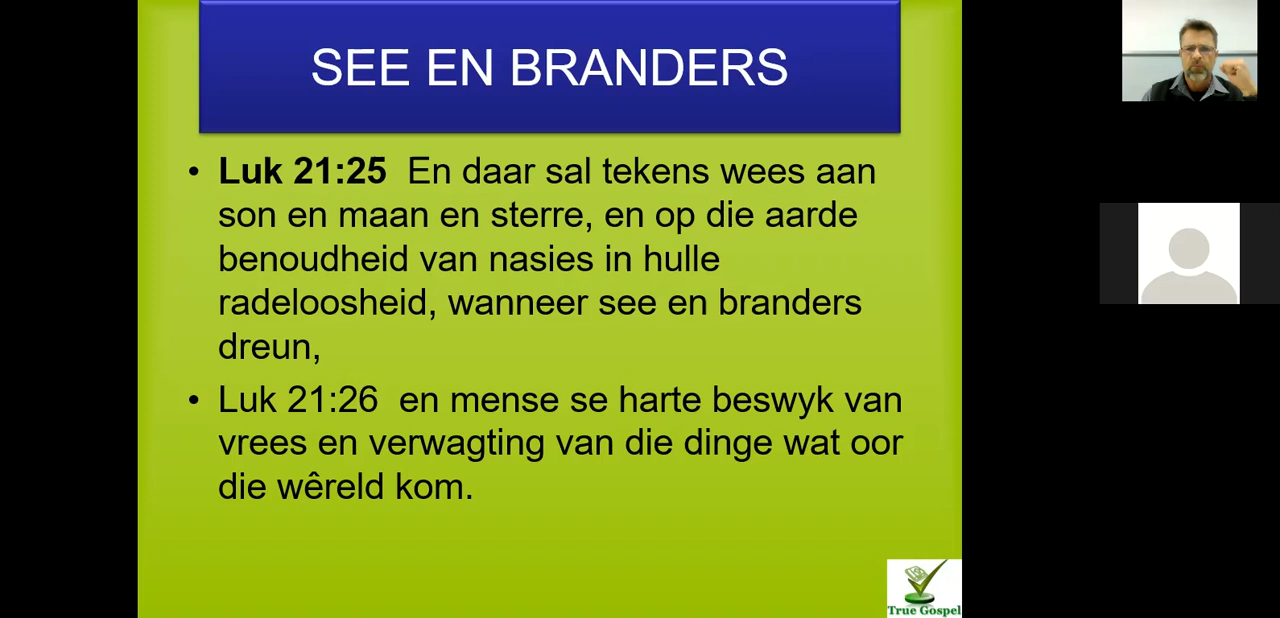 SEE EN BRANDERS
• Luk 21:25 En daar sal tekens wees aan
son en maan en sterre, en op die aarde
benoudheid van nasies in hulle
radeloosheid, wanneer see en branders
dreun,
• Luk 21:26 en mense se harte beswyk van
vrees en verwagting van die dinge wat oor
die wêreld kom.
True Gospel